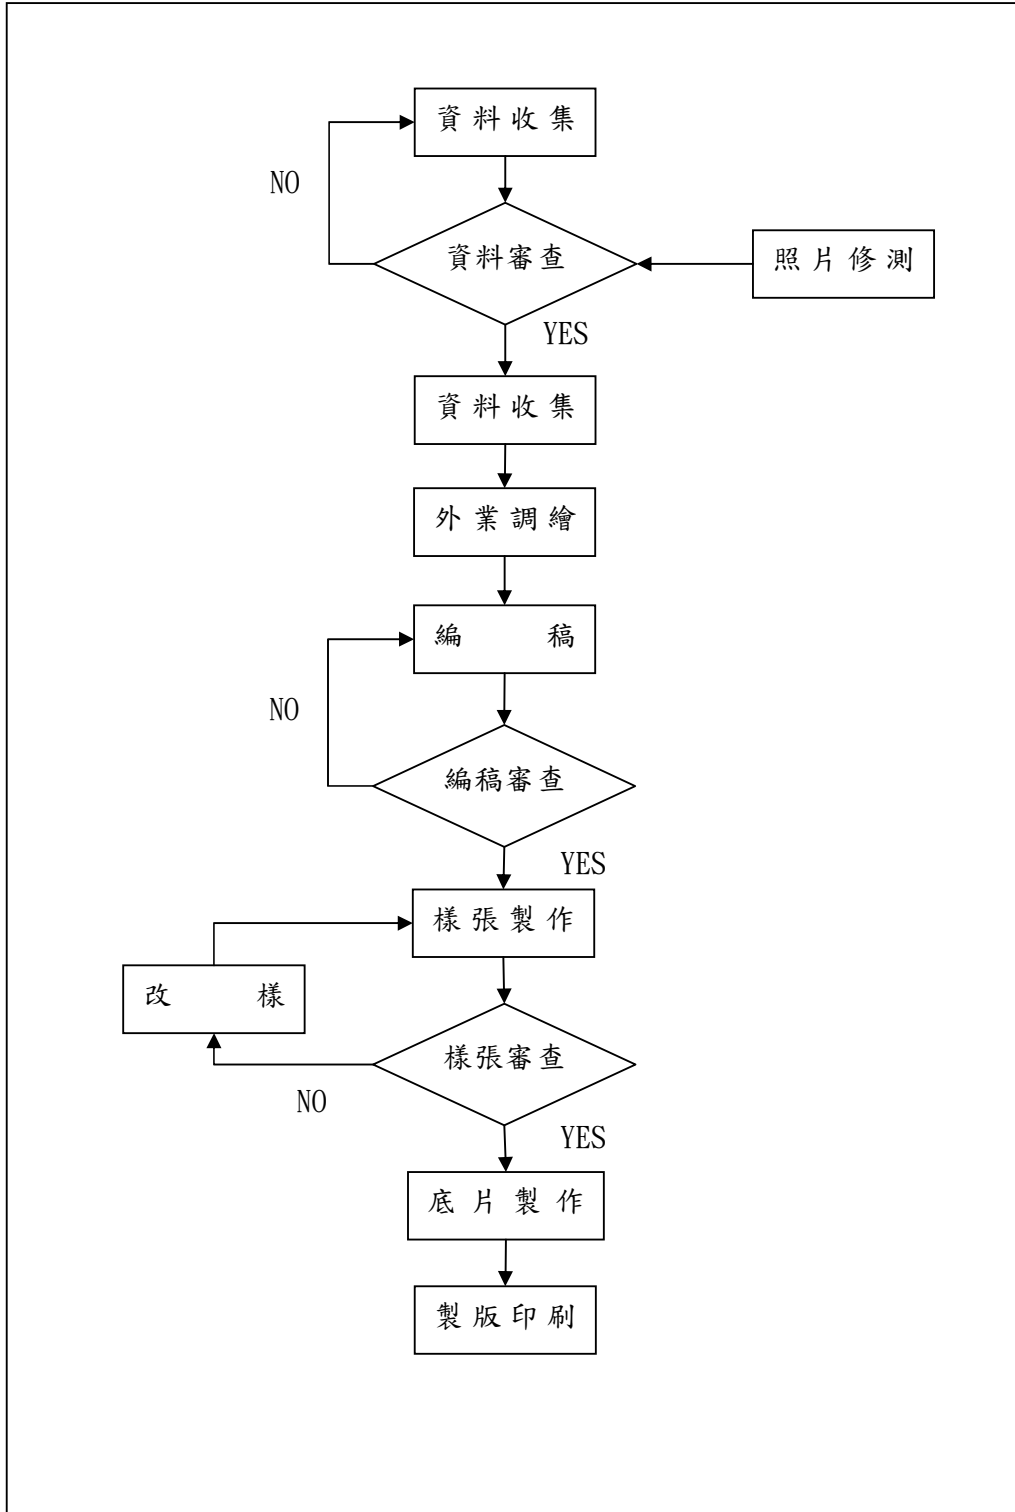 資料收集
NO
資料審查
照片修測
YES
資料收集
外業調繪
編稿
NO
編稿審查
YES
樣張製作
改樣
樣張審查
NO
YES
底片製作
製版印刷